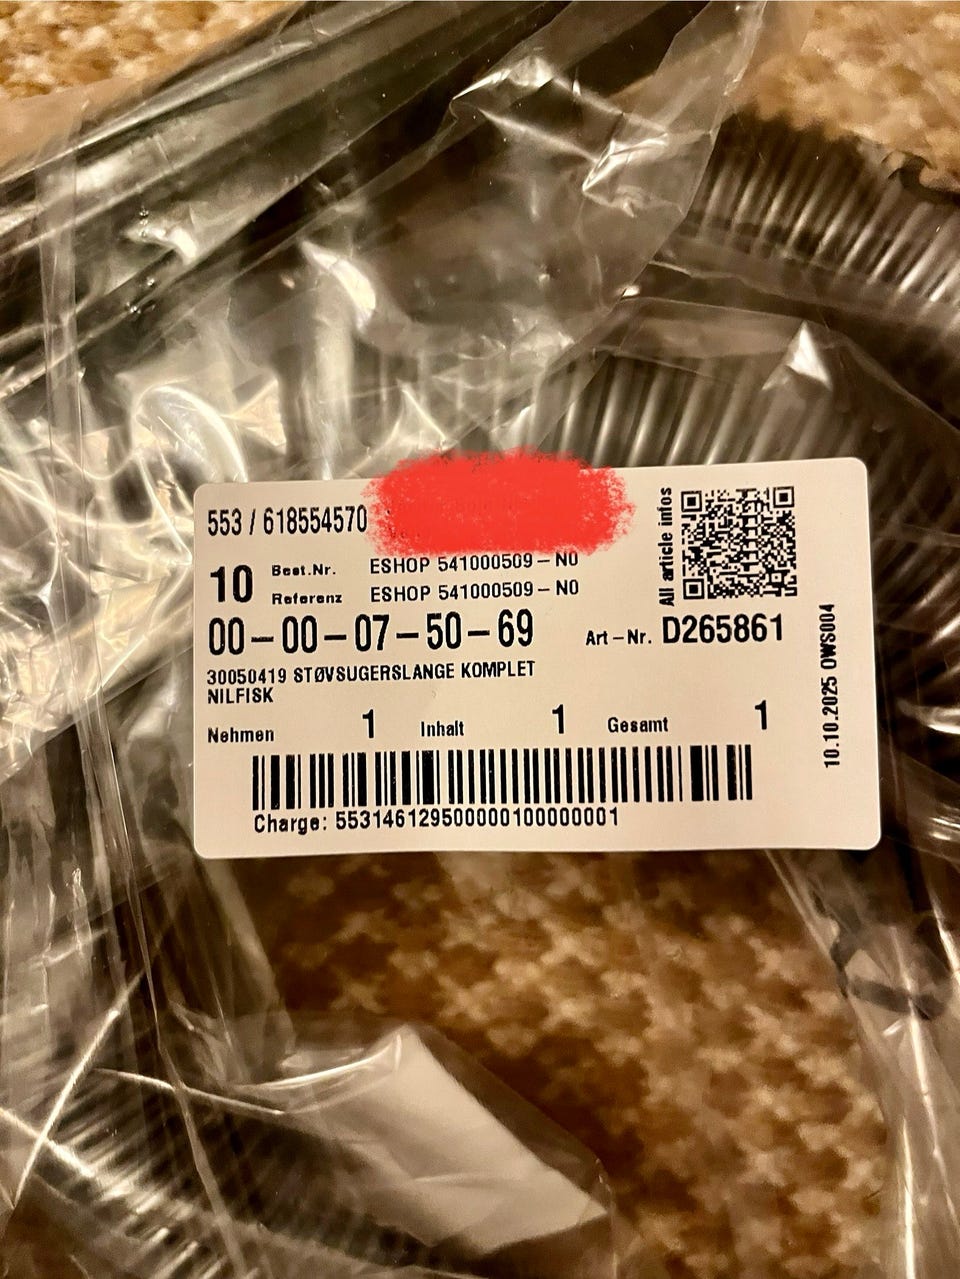 553 / 618554570
10 Best.Nr. ESHOP 541000509 – NO
Referenz ESHOP 541000509 – NO
00 – 00 – 07 – 50 – 69 Art – Nr. D265861
30050419 STØVSUGERSLANGE KOMPLET
NILFISK
Nehmen 1 Inhalt 1 Gesamt 1
Charge: 5531461295000000100000001
All article infos
10.10.2025 OWS004